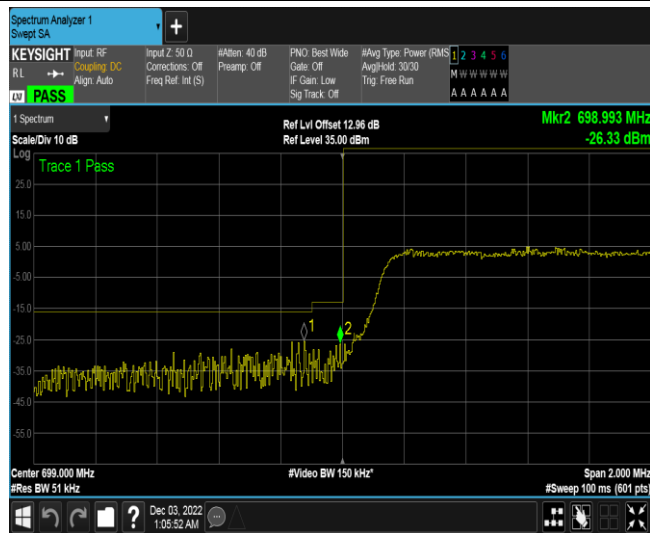 Spectrum Analyzer 1
Swept SA
+
KEYSIGHT Input: RF Input Z: 50 Ω #Atten: 40 dB PNO: Best Wide #Avg Type: Power (RMS 1 2 3 4 5 6
RL Coupling: DC Corrections: Off Preamp: Off Gate: Off Avg|Hold: 30/30 M W W W W W
Align: Auto Freq Ref: Int (S) IF Gain: Low Trig: Free Run
LXI PASS Sig Track: Off A A A A A A
1 Spectrum Ref Lvl Offset 12.96 dB Mkr2 698.993 MHz
Scale/Div 10 dB Ref Level 35.00 dBm -26.33 dBm
Log
Trace 1 Pass
25.0
15.0
5.00
-5.00
-15.0
1
2
-25.0
-35.0
-45.0
-55.0
Center 699.000 MHz #Video BW 150 kHz* Span 2.000 MHz
#Res BW 51 kHz #Sweep 100 ms (601 pts)
? Dec 03, 2022
1:05:52 AM